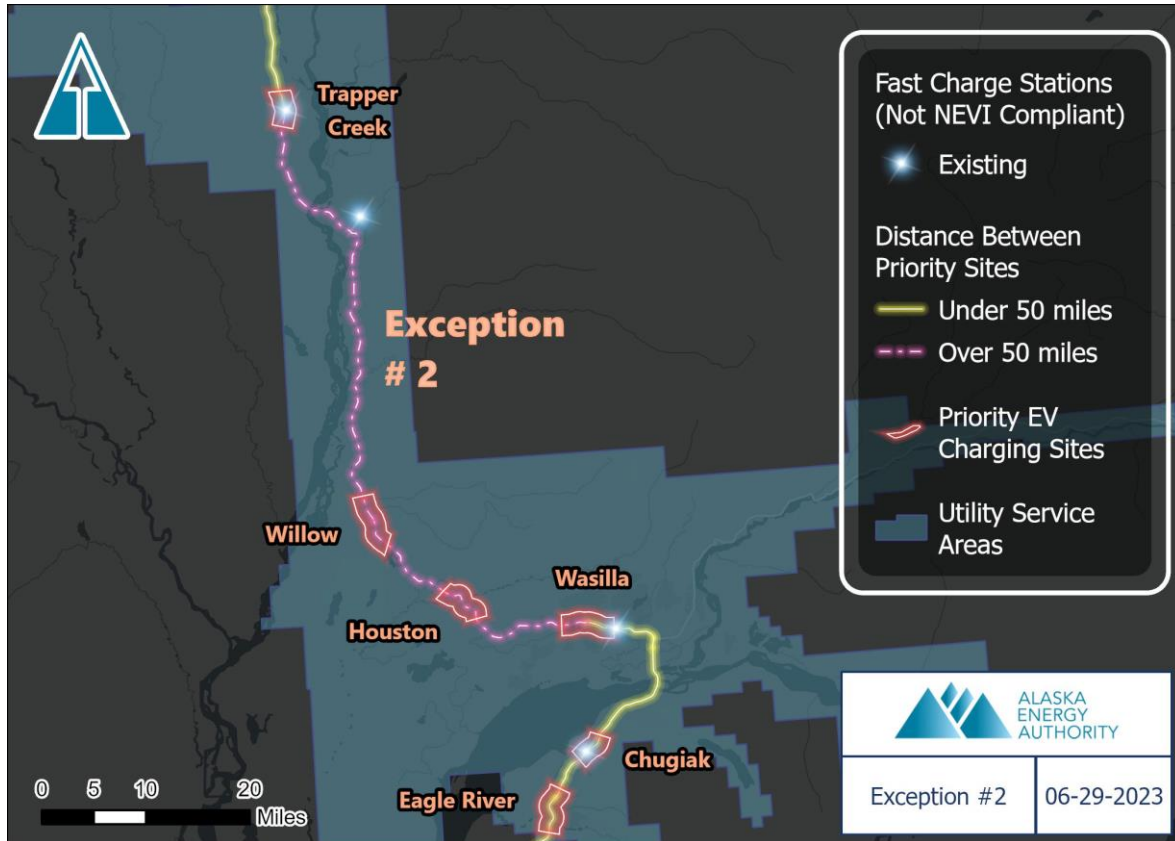 Trapper
Creek
Exception
# 2
Willow
Houston
Wasilla
Chugiak
Eagle River
0 5 10 20
Miles
Fast Charge Stations
(Not NEVI Compliant)
Existing
Distance Between
Priority Sites
Under 50 miles
Over 50 miles
Priority EV
Charging Sites
Utility Service
Areas
ALASKA
ENERGY
AUTHORITY
Exception #2
06-29-2023